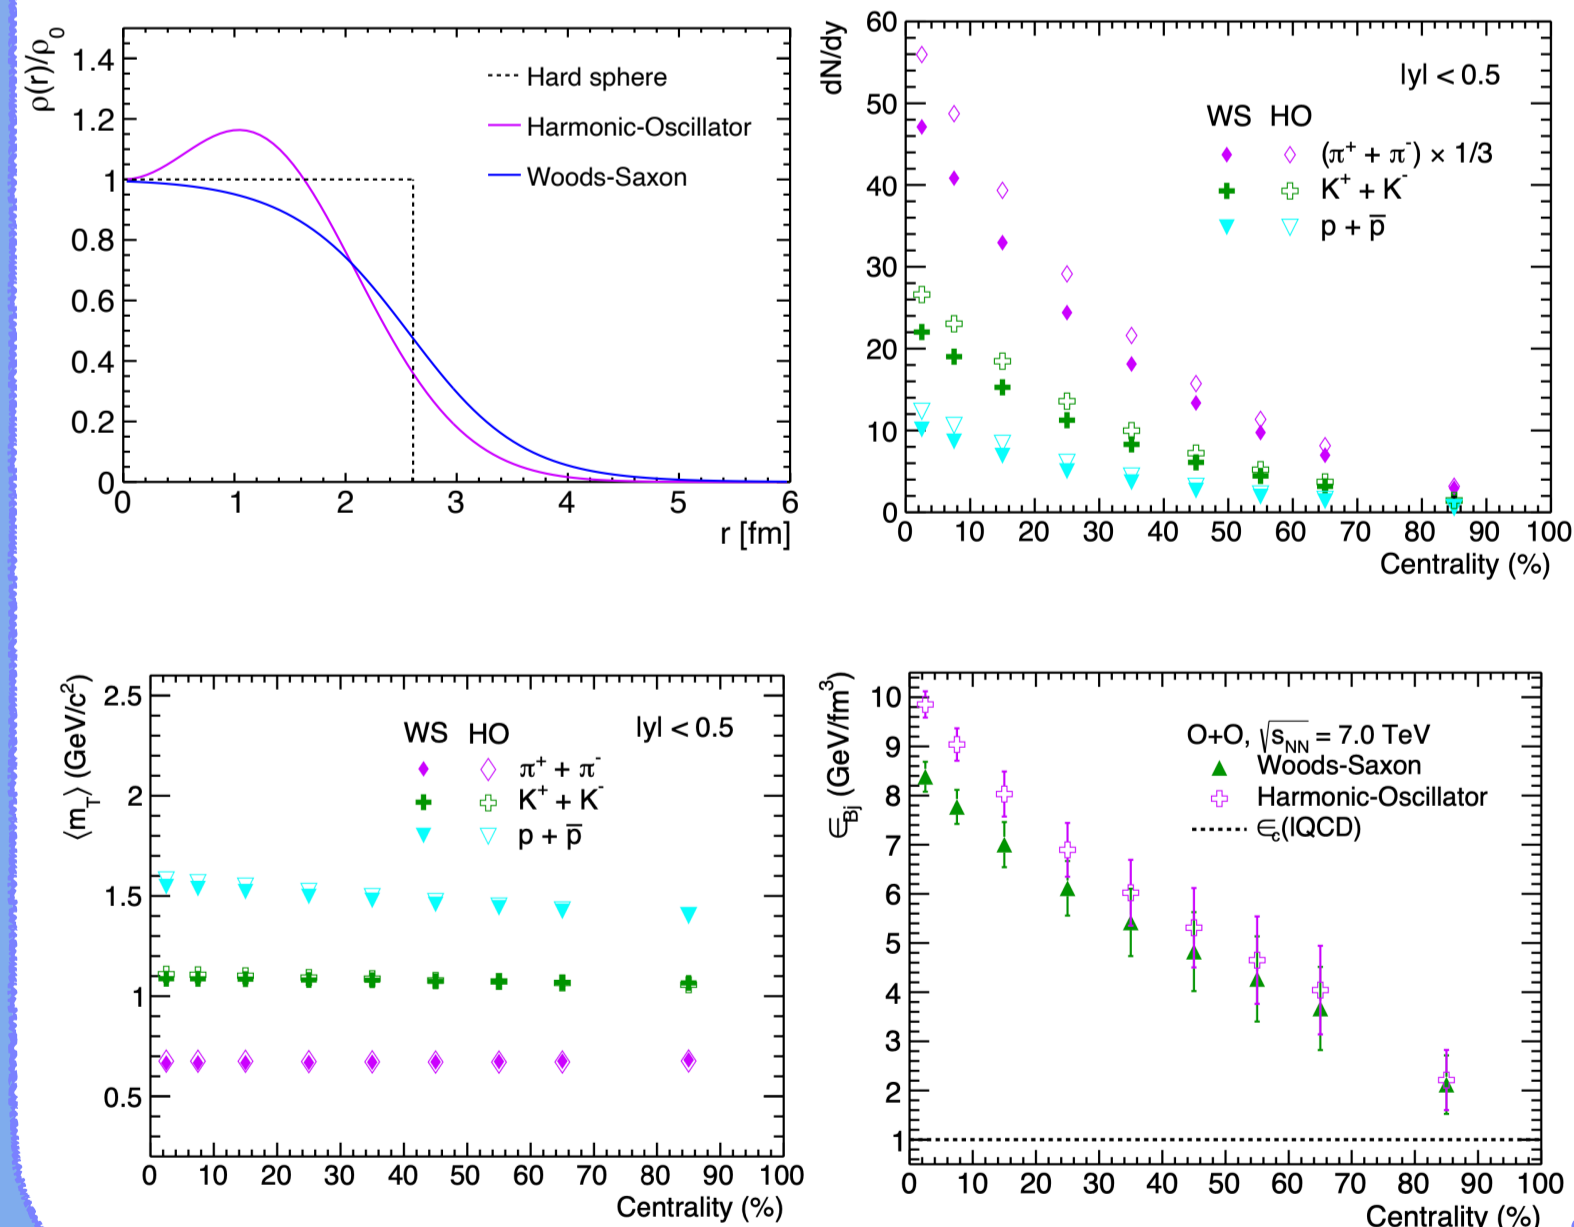 ρ(r)/ρ₀
1.4
1.2
1
0.8
0.6
0.4
0.2
0
0 1 2 3 4 5 6
r [fm]
Hard sphere
Harmonic-Oscillator
Woods-Saxon
dN/dy
60
50
40
30
20
10
0
0 10 20 30 40 50 60 70 80 90 100
Centrality (%)
|y| < 0.5
WS HO
(π⁺ + π⁻) × 1/3
K⁺ + K⁻
p + p̅
⟨m_T⟩ (GeV/c²)
2.5
2
1.5
1
0.5
0 10 20 30 40 50 60 70 80 90 100
Centrality (%)
WS HO |y| < 0.5
π⁺ + π⁻
K⁺ + K⁻
p + p̅
∈_Bj (GeV/fm³)
10
9
8
7
6
5
4
3
2
1
0 10 20 30 40 50 60 70 80 90 100
Centrality (%)
O+O, √s_NN = 7.0 TeV
Woods-Saxon
Harmonic-Oscillator
∈_c(lQCD)